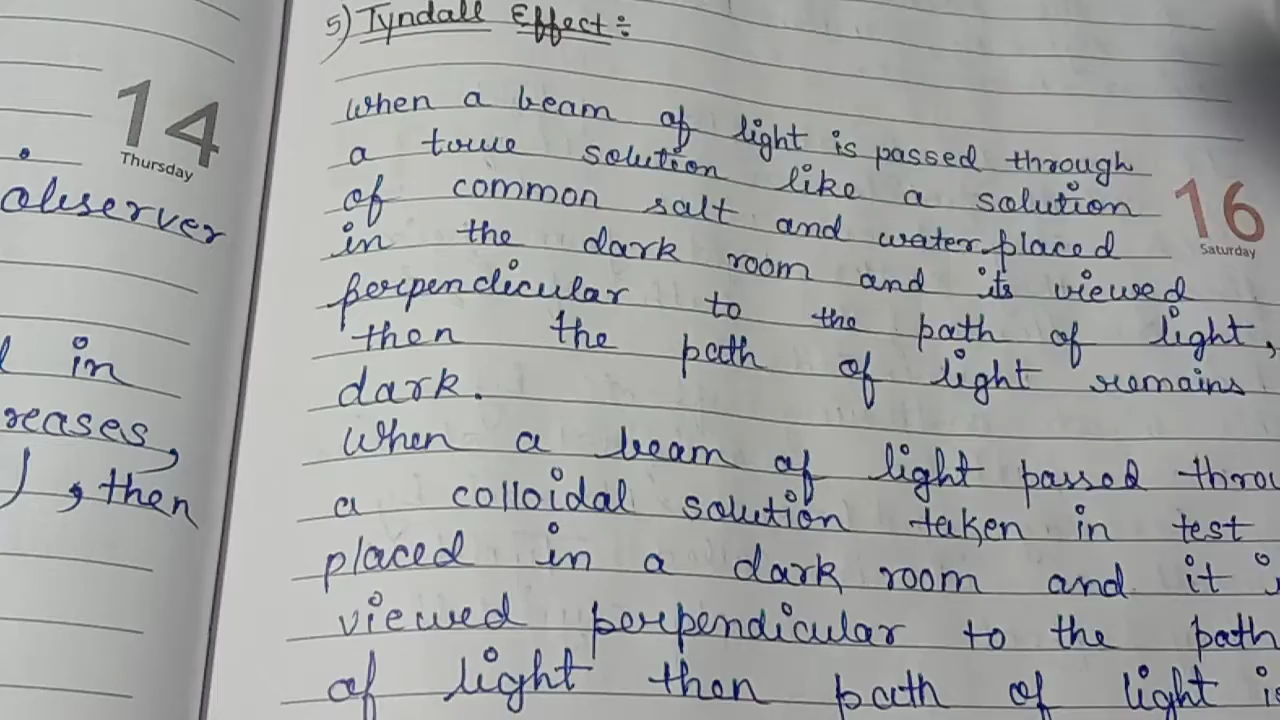 14
Thursday
observer
in
reases,
, then
5) Tyndall Effect:
when a beam of light is passed through
a true solution like a solution
of common salt and water placed
in the dark room and its viewed
perpendicular to the path of light,
then the path of light remains
dark.
When a beam of light passed throu
a colloidal solution taken in test
placed in a dark room and it
viewed perpendicular to the path
of light then path of light is
16
Saturday